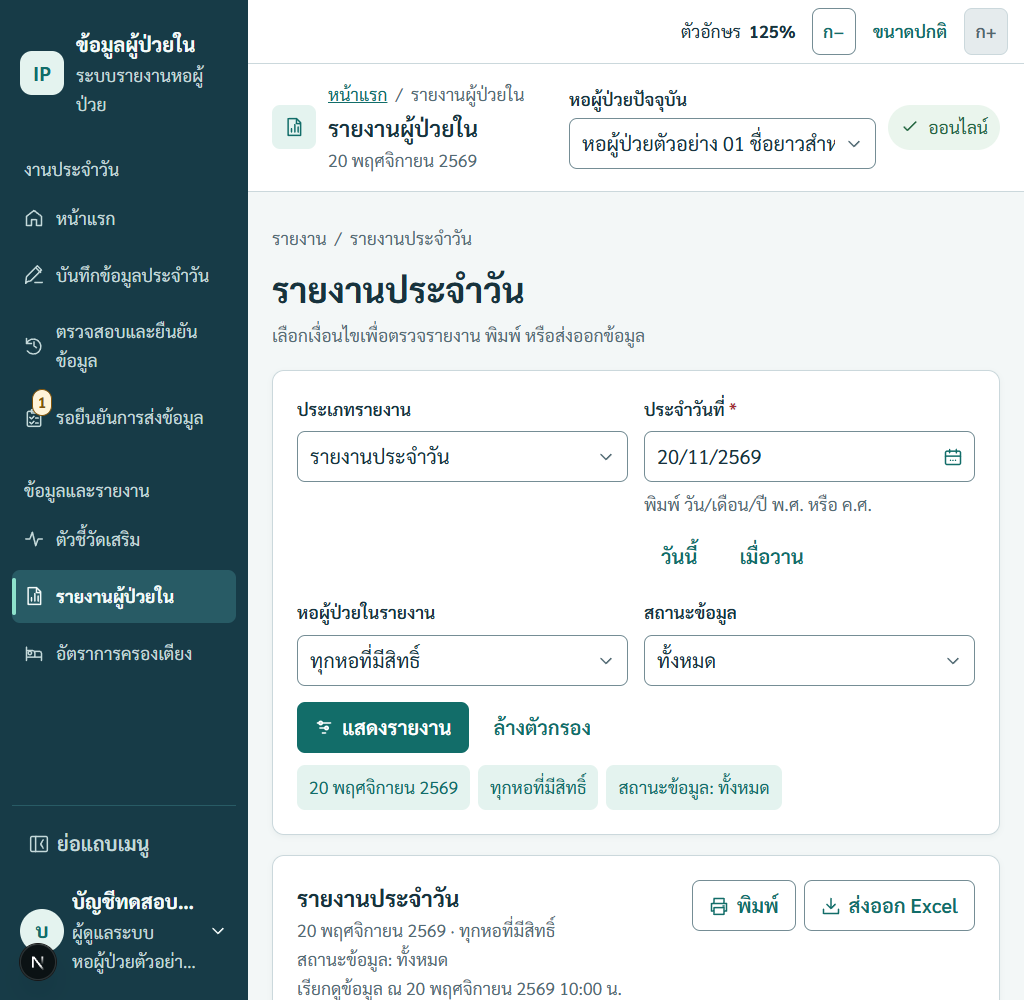 IP
ข้อมูลผู้ป่วยใน
ระบบรายงานหอผู้
ป่วย
งานประจำวัน
หน้าแรก
บันทึกข้อมูลประจำวัน
ตรวจสอบและยืนยัน
ข้อมูล
1
รอยืนยันการส่งข้อมูล
ข้อมูลและรายงาน
ตัวชี้วัดเสริม
รายงานผู้ป่วยใน
อัตราการครองเตียง
ย่อแถบเมนู
บ
บัญชีทดสอบ...
ผู้ดูแลระบบ
หอผู้ป่วยตัวอย่า...
N
ตัวอักษร 125% ก− ขนาดปกติ ก+
หน้าแรก / รายงานผู้ป่วยใน
รายงานผู้ป่วยใน
20 พฤศจิกายน 2569
หอผู้ป่วยปัจจุบัน
หอผู้ป่วยตัวอย่าง 01 ชื่อยาวสำห
ออนไลน์
รายงาน / รายงานประจำวัน
รายงานประจำวัน
เลือกเงื่อนไขเพื่อตรวจรายงาน พิมพ์ หรือส่งออกข้อมูล
ประเภทรายงาน
รายงานประจำวัน
ประจำวันที่ *
20/11/2569
พิมพ์ วัน/เดือน/ปี พ.ศ. หรือ ค.ศ.
วันนี้ เมื่อวาน
หอผู้ป่วยในรายงาน
ทุกหอที่มีสิทธิ์
สถานะข้อมูล
ทั้งหมด
แสดงรายงาน ล้างตัวกรอง
20 พฤศจิกายน 2569 ทุกหอที่มีสิทธิ์ สถานะข้อมูล: ทั้งหมด
รายงานประจำวัน
20 พฤศจิกายน 2569 · ทุกหอที่มีสิทธิ์
สถานะข้อมูล: ทั้งหมด
เรียกดูข้อมูล ณ 20 พฤศจิกายน 2569 10:00 น.
พิมพ์ ส่งออก Excel